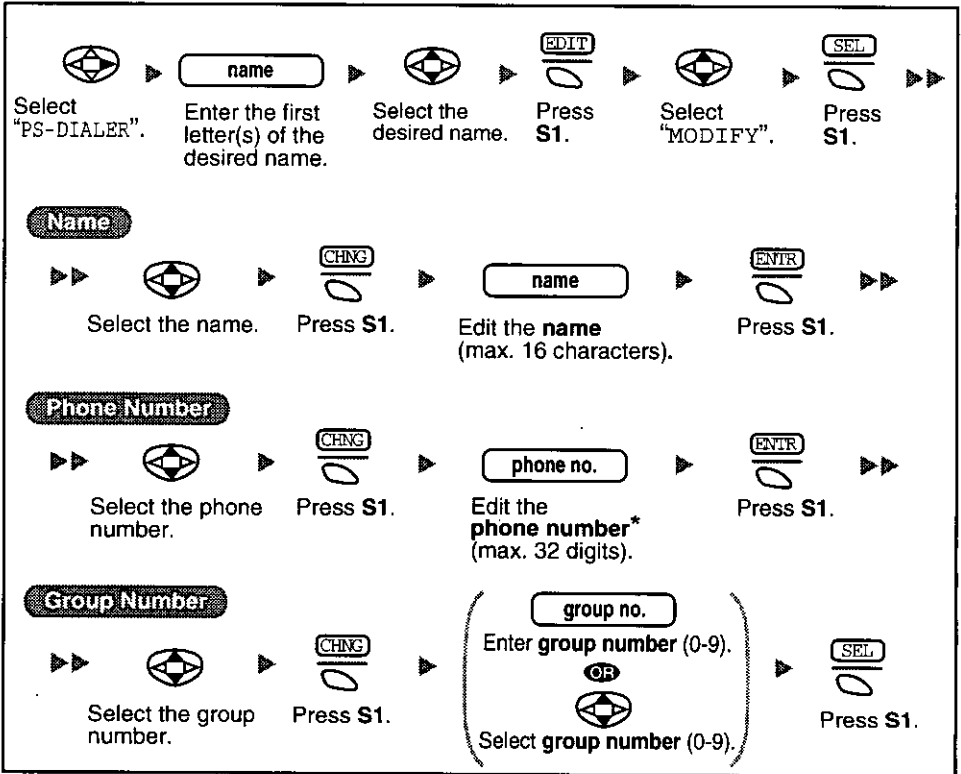 name
EDIT
SEL
Select "PS-DIALER".
Enter the first letter(s) of the desired name.
Select the desired name.
Press S1.
Select "MODIFY".
Press S1.
Name
CHNG
name
ENTR
Select the name.
Press S1.
Edit the name (max. 16 characters).
Press S1.
Phone Number
CHNG
phone no.
ENTR
Select the phone number.
Press S1.
Edit the phone number* (max. 32 digits).
Press S1.
Group Number
CHNG
group no.
Enter group number (0-9).
OR
Select group number (0-9).
SEL
Select the group number.
Press S1.
Press S1.